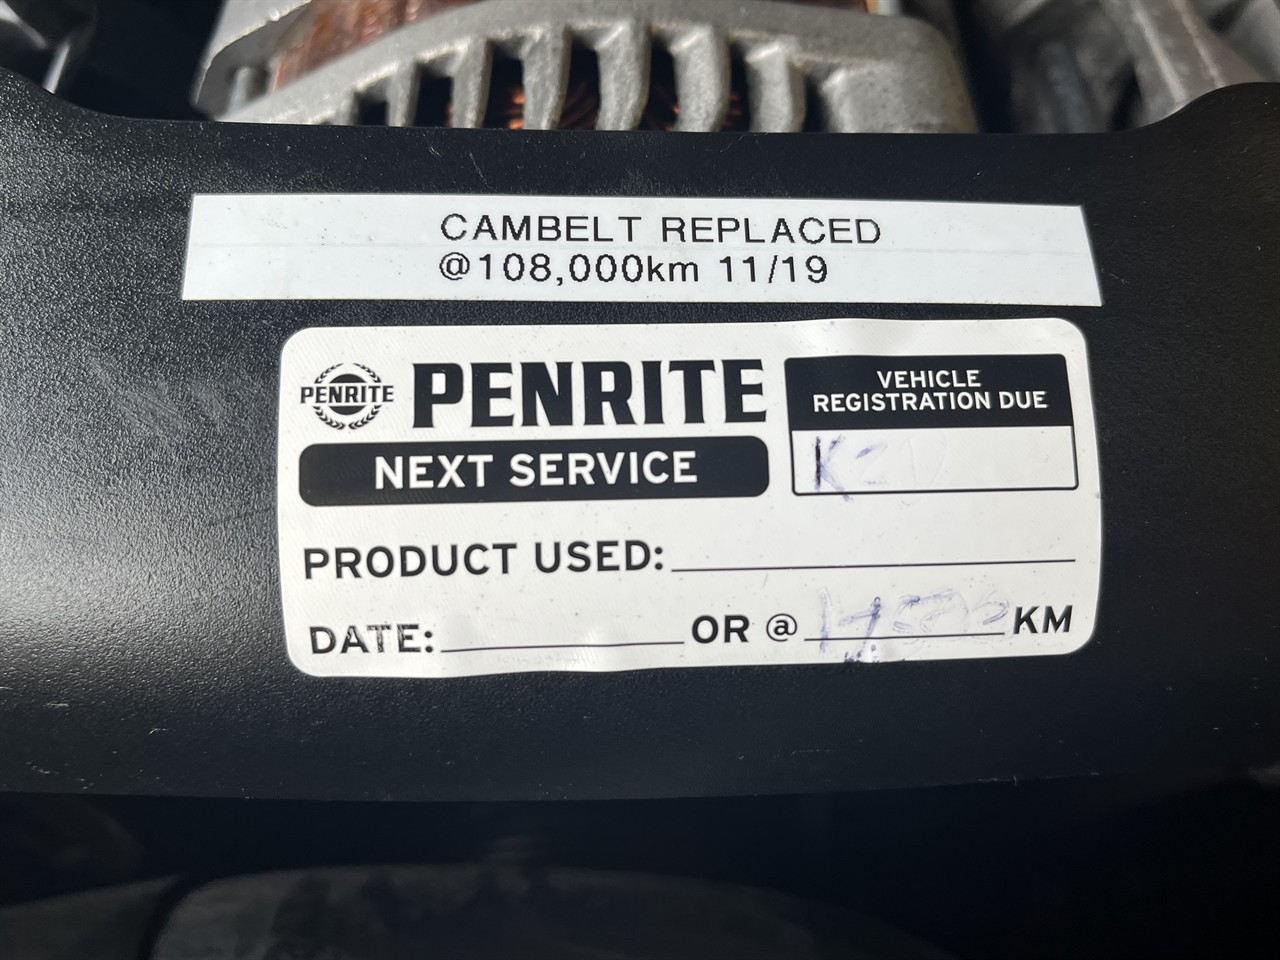 CAMBELT REPLACED
@108,000km 11/19
PENRITE PENRITE
VEHICLE
REGISTRATION DUE
NEXT SERVICE
PRODUCT USED:
DATE: OR @ KM